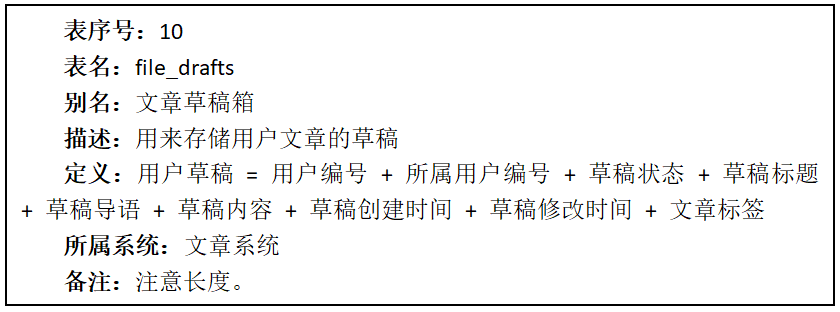 表序号：10
表名：file_drafts
别名：文章草稿箱
描述：用来存储用户文章的草稿
定义：用户草稿 = 用户编号 + 所属用户编号 + 草稿状态 + 草稿标题
+ 草稿导语 + 草稿内容 + 草稿创建时间 + 草稿修改时间 + 文章标签
所属系统：文章系统
备注：注意长度。